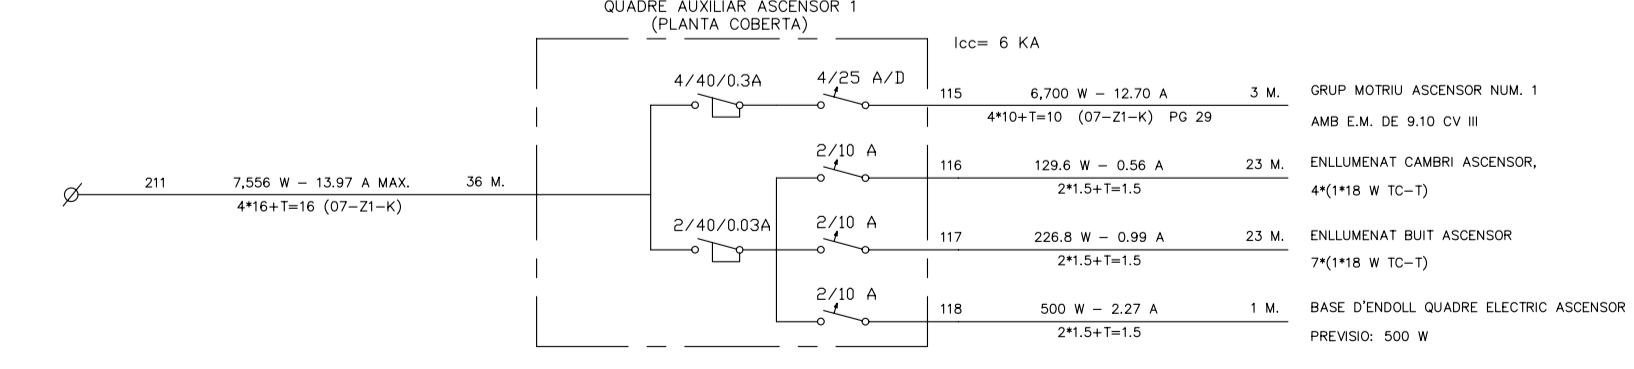 QUADRE AUXILIAR ASCENSOR 1
(PLANTA COBERTA)
Icc= 6 KA
4/40/0.3A
4/25 A/D
115
6,700 W – 12.70 A
3 M.
4*10+T=10 (07–Z1–K) PG 29
GRUP MOTRIU ASCENSOR NUM. 1
AMB E.M. DE 9.10 CV III
2/10 A
116
129.6 W – 0.56 A
23 M.
2*1.5+T=1.5
ENLLUMENAT CAMBRI ASCENSOR,
4*(1*18 W TC–T)
211
7,556 W – 13.97 A MAX.
36 M.
4*16+T=16 (07–Z1–K)
2/40/0.03A
2/10 A
117
226.8 W – 0.99 A
23 M.
2*1.5+T=1.5
ENLLUMENAT BUIT ASCENSOR
7*(1*18 W TC–T)
2/10 A
118
500 W – 2.27 A
1 M.
2*1.5+T=1.5
BASE D'ENDOLL QUADRE ELECTRIC ASCENSOR
PREVISIO: 500 W